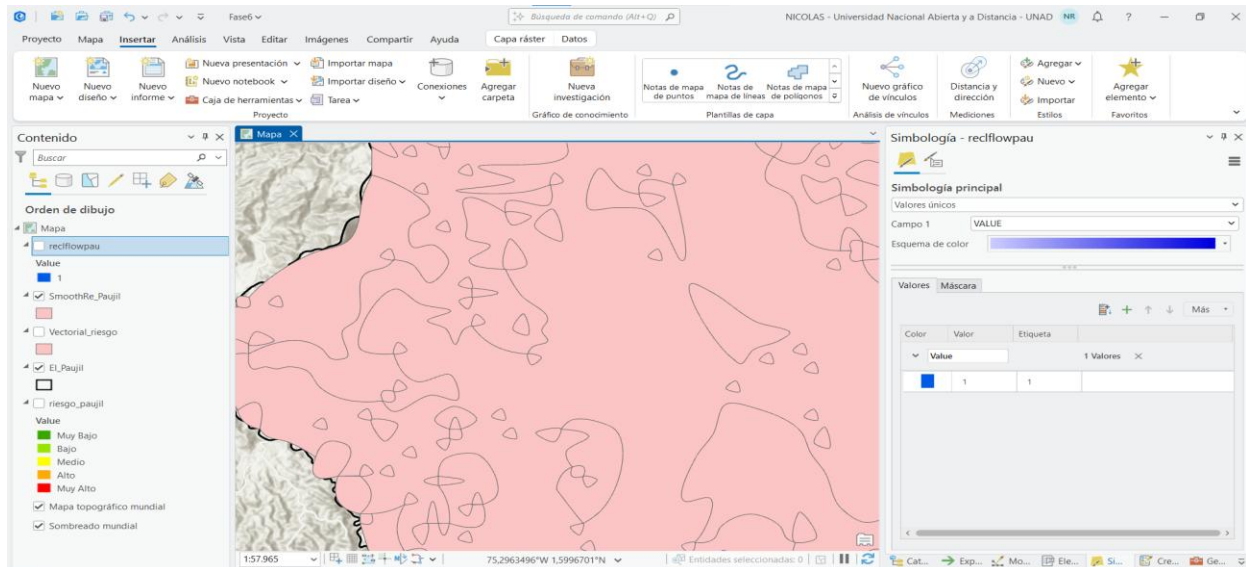 Fase6
Búsqueda de comando (Alt+Q)
NICOLAS - Universidad Nacional Abierta y a Distancia - UNAD
NR
?
Proyecto Mapa Insertar Análisis Vista Editar Imágenes Compartir Ayuda Capa ráster Datos
Nuevo mapa
Nuevo diseño
Nuevo informe
Nueva presentación
Nuevo notebook
Caja de herramientas
Importar mapa
Importar diseño
Tarea
Conexiones
Agregar carpeta
Nueva investigación
Notas de mapa de puntos
Notas de mapa de líneas
Notas de mapa de polígonos
Nuevo gráfico de vínculos
Distancia y dirección
Agregar
Nuevo
Importar
Agregar elemento
Proyecto
Gráfico de conocimiento
Plantillas de capa
Análisis de vínculos
Mediciones
Estilos
Favoritos
Contenido
Buscar
Orden de dibujo
Mapa
reclflowpau
Value
1
SmoothRe_Paujil
Vectorial_riesgo
El_Paujil
riesgo_paujil
Value
Muy Bajo
Bajo
Medio
Alto
Muy Alto
Mapa topográfico mundial
Sombreado mundial
Mapa
1:57.965
75,2963496°W 1,5996701°N
Entidades seleccionadas: 0
Simbología - reclflowpau
Simbología principal
Valores únicos
Campo 1 VALUE
Esquema de color
Valores Máscara
Más
Color Valor Etiqueta
Value 1 Valores
1 1
Cat... Exp... Mo... Ele... Si... Cre... Ge...